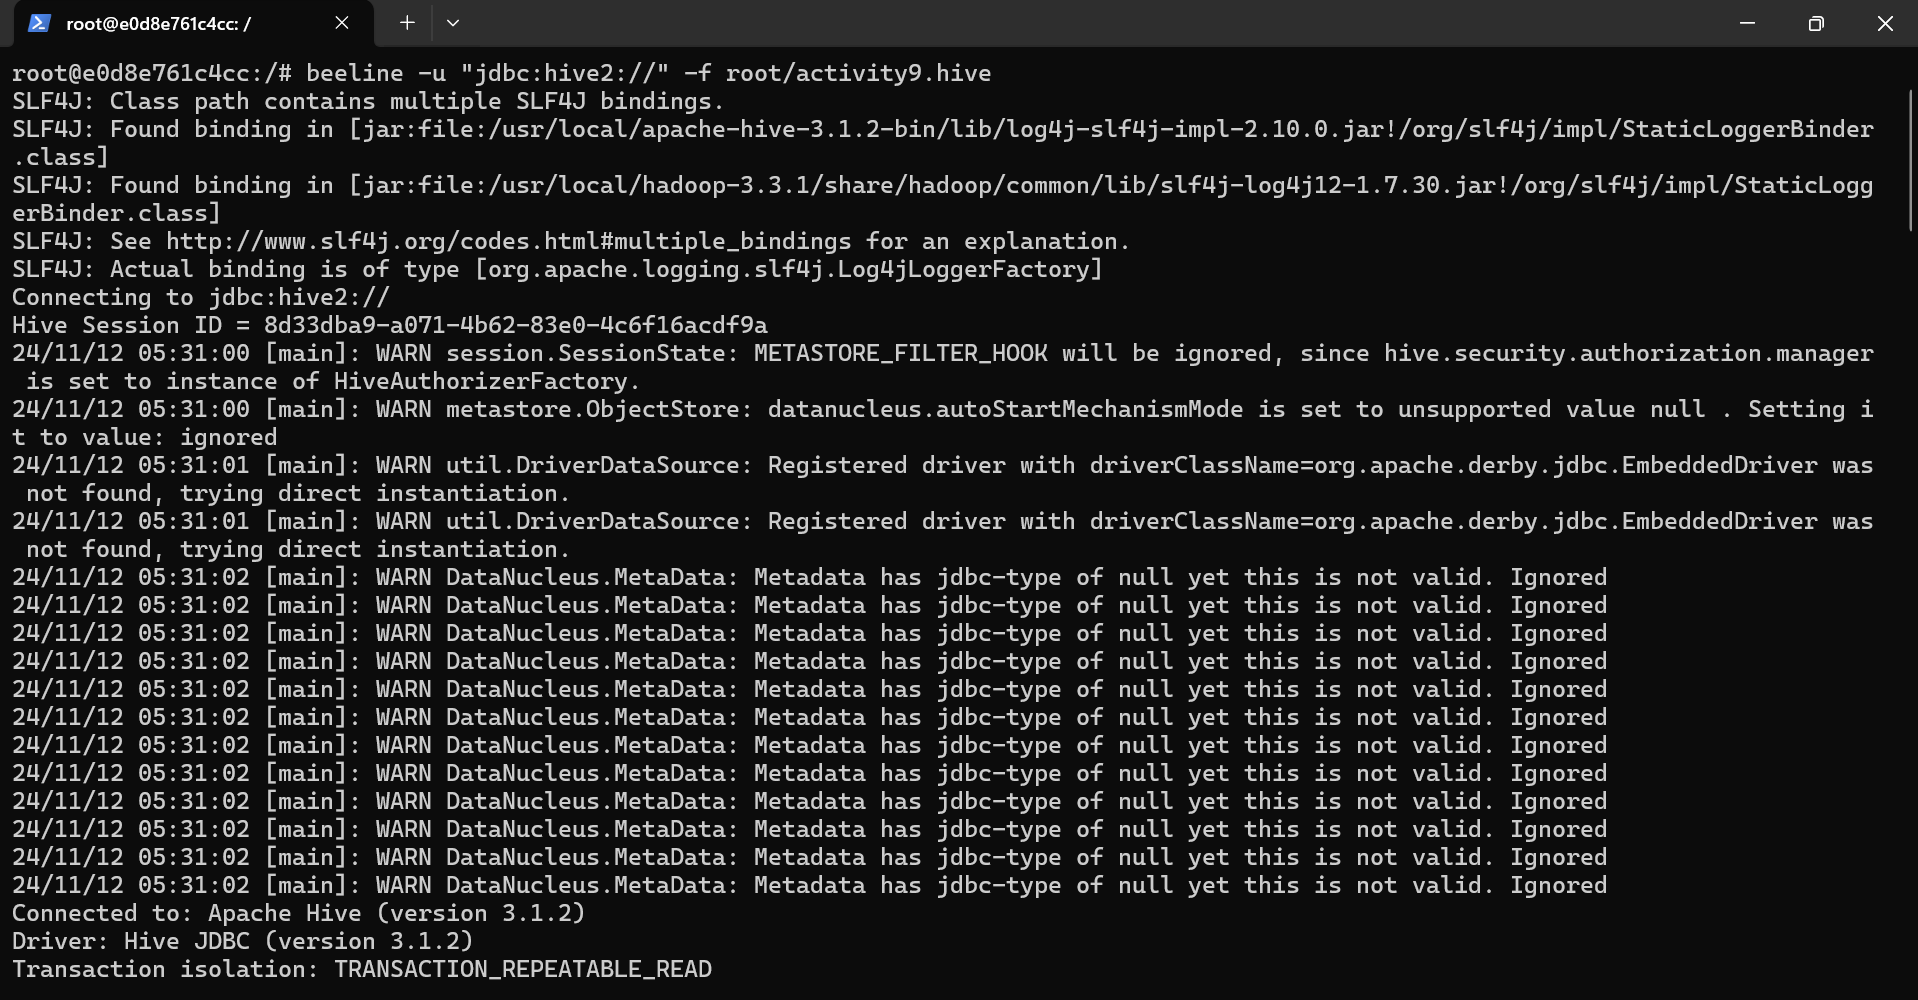 root@e0d8e761c4cc: /
root@e0d8e761c4cc:/# beeline -u "jdbc:hive2://" -f root/activity9.hive
SLF4J: Class path contains multiple SLF4J bindings.
SLF4J: Found binding in [jar:file:/usr/local/apache-hive-3.1.2-bin/lib/log4j-slf4j-impl-2.10.0.jar!/org/slf4j/impl/StaticLoggerBinder
.class]
SLF4J: Found binding in [jar:file:/usr/local/hadoop-3.3.1/share/hadoop/common/lib/slf4j-log4j12-1.7.30.jar!/org/slf4j/impl/StaticLogg
erBinder.class]
SLF4J: See http://www.slf4j.org/codes.html#multiple_bindings for an explanation.
SLF4J: Actual binding is of type [org.apache.logging.slf4j.Log4jLoggerFactory]
Connecting to jdbc:hive2://
Hive Session ID = 8d33dba9-a071-4b62-83e0-4c6f16acdf9a
24/11/12 05:31:00 [main]: WARN session.SessionState: METASTORE_FILTER_HOOK will be ignored, since hive.security.authorization.manager
 is set to instance of HiveAuthorizerFactory.
24/11/12 05:31:00 [main]: WARN metastore.ObjectStore: datanucleus.autoStartMechanismMode is set to unsupported value null . Setting i
t to value: ignored
24/11/12 05:31:01 [main]: WARN util.DriverDataSource: Registered driver with driverClassName=org.apache.derby.jdbc.EmbeddedDriver was
 not found, trying direct instantiation.
24/11/12 05:31:01 [main]: WARN util.DriverDataSource: Registered driver with driverClassName=org.apache.derby.jdbc.EmbeddedDriver was
 not found, trying direct instantiation.
24/11/12 05:31:02 [main]: WARN DataNucleus.MetaData: Metadata has jdbc-type of null yet this is not valid. Ignored
24/11/12 05:31:02 [main]: WARN DataNucleus.MetaData: Metadata has jdbc-type of null yet this is not valid. Ignored
24/11/12 05:31:02 [main]: WARN DataNucleus.MetaData: Metadata has jdbc-type of null yet this is not valid. Ignored
24/11/12 05:31:02 [main]: WARN DataNucleus.MetaData: Metadata has jdbc-type of null yet this is not valid. Ignored
24/11/12 05:31:02 [main]: WARN DataNucleus.MetaData: Metadata has jdbc-type of null yet this is not valid. Ignored
24/11/12 05:31:02 [main]: WARN DataNucleus.MetaData: Metadata has jdbc-type of null yet this is not valid. Ignored
24/11/12 05:31:02 [main]: WARN DataNucleus.MetaData: Metadata has jdbc-type of null yet this is not valid. Ignored
24/11/12 05:31:02 [main]: WARN DataNucleus.MetaData: Metadata has jdbc-type of null yet this is not valid. Ignored
24/11/12 05:31:02 [main]: WARN DataNucleus.MetaData: Metadata has jdbc-type of null yet this is not valid. Ignored
24/11/12 05:31:02 [main]: WARN DataNucleus.MetaData: Metadata has jdbc-type of null yet this is not valid. Ignored
24/11/12 05:31:02 [main]: WARN DataNucleus.MetaData: Metadata has jdbc-type of null yet this is not valid. Ignored
24/11/12 05:31:02 [main]: WARN DataNucleus.MetaData: Metadata has jdbc-type of null yet this is not valid. Ignored
Connected to: Apache Hive (version 3.1.2)
Driver: Hive JDBC (version 3.1.2)
Transaction isolation: TRANSACTION_REPEATABLE_READ